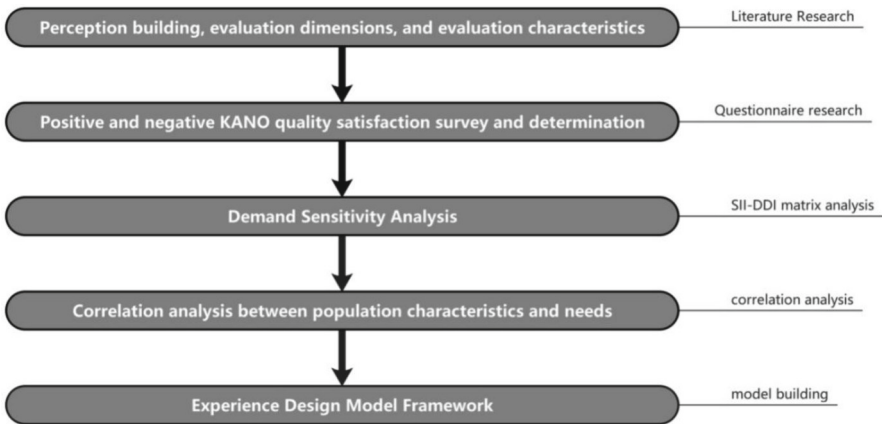 Perception building, evaluation dimensions, and evaluation characteristics
Literature Research
Positive and negative KANO quality satisfaction survey and determination
Questionnaire research
Demand Sensitivity Analysis
SII-DDI matrix analysis
Correlation analysis between population characteristics and needs
correlation analysis
Experience Design Model Framework
model building